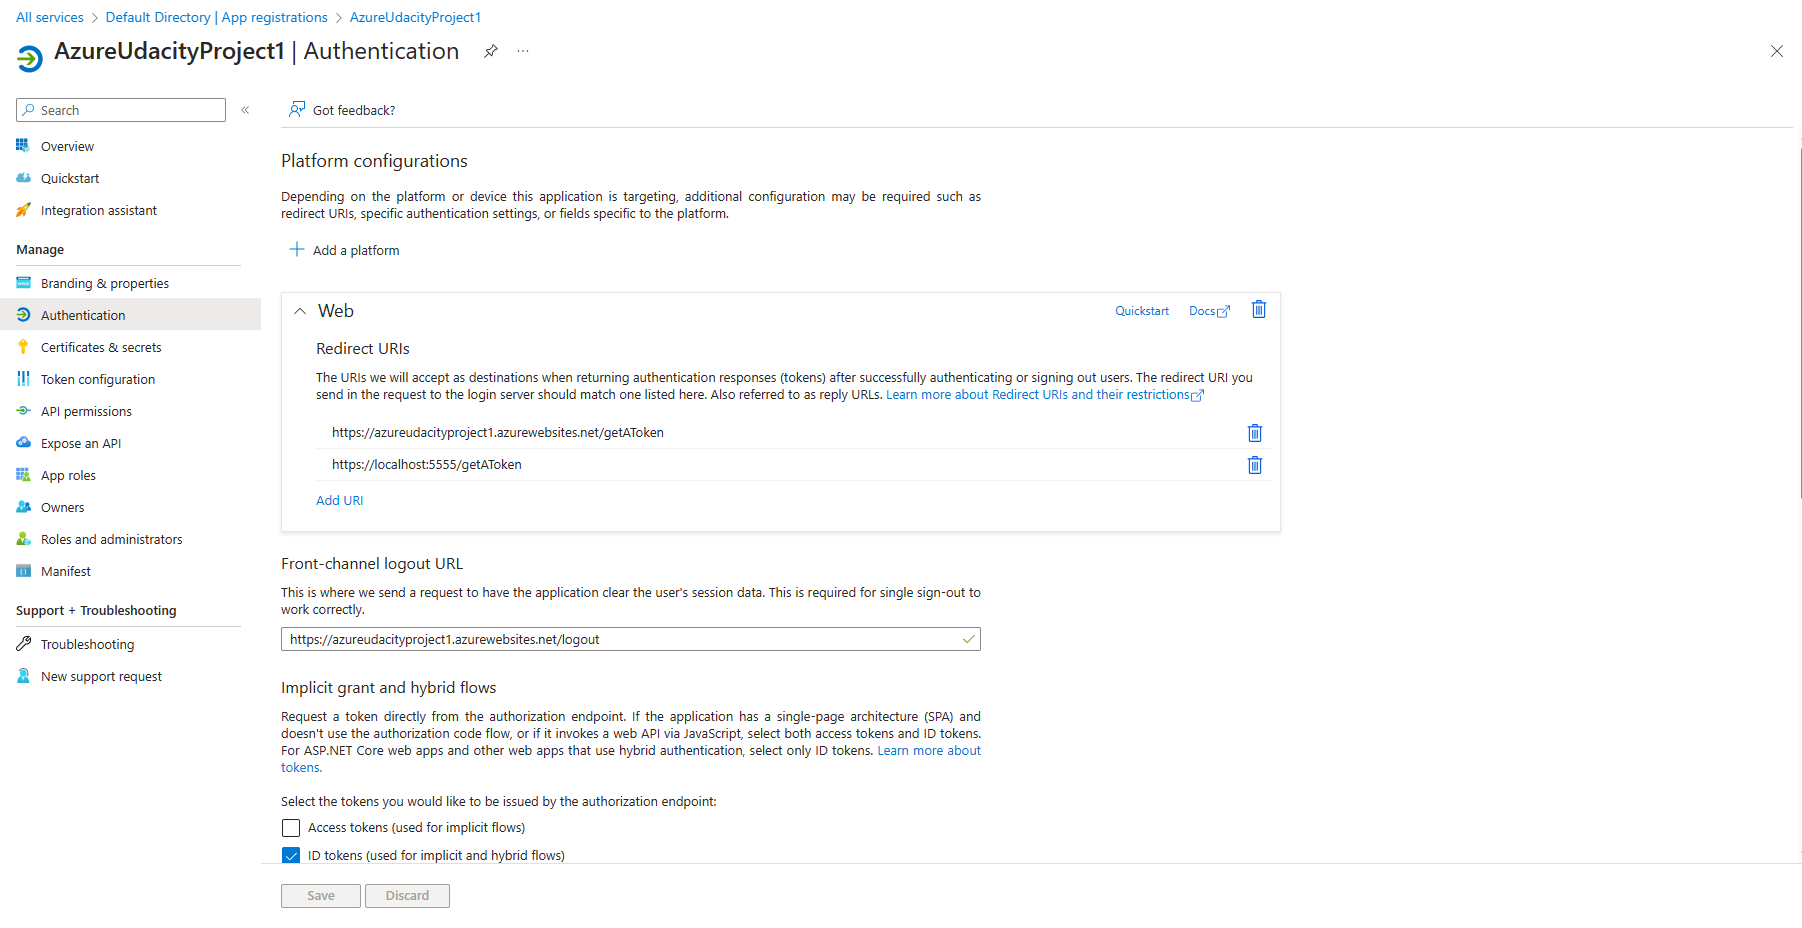 All services > Default Directory | App registrations > AzureUdacityProject1
AzureUdacityProject1 | Authentication
Search
Overview
Quickstart
Integration assistant
Manage
Branding & properties
Authentication
Certificates & secrets
Token configuration
API permissions
Expose an API
App roles
Owners
Roles and administrators
Manifest
Support + Troubleshooting
Troubleshooting
New support request
Got feedback?
Platform configurations
Depending on the platform or device this application is targeting, additional configuration may be required such as
redirect URIs, specific authentication settings, or fields specific to the platform.
Add a platform
Web
Quickstart
Docs
Redirect URIs
The URIs we will accept as destinations when returning authentication responses (tokens) after successfully authenticating or signing out users. The redirect URI you
send in the request to the login server should match one listed here. Also referred to as reply URLs. Learn more about Redirect URIs and their restrictions
https://azureudacityproject1.azurewebsites.net/getAToken
https://localhost:5555/getAToken
Add URI
Front-channel logout URL
This is where we send a request to have the application clear the user's session data. This is required for single sign-out to
work correctly.
https://azureudacityproject1.azurewebsites.net/logout
Implicit grant and hybrid flows
Request a token directly from the authorization endpoint. If the application has a single-page architecture (SPA) and
doesn't use the authorization code flow, or if it invokes a web API via JavaScript, select both access tokens and ID tokens.
For ASP.NET Core web apps and other web apps that use hybrid authentication, select only ID tokens. Learn more about
tokens.
Select the tokens you would like to be issued by the authorization endpoint:
Access tokens (used for implicit flows)
ID tokens (used for implicit and hybrid flows)
Save
Discard